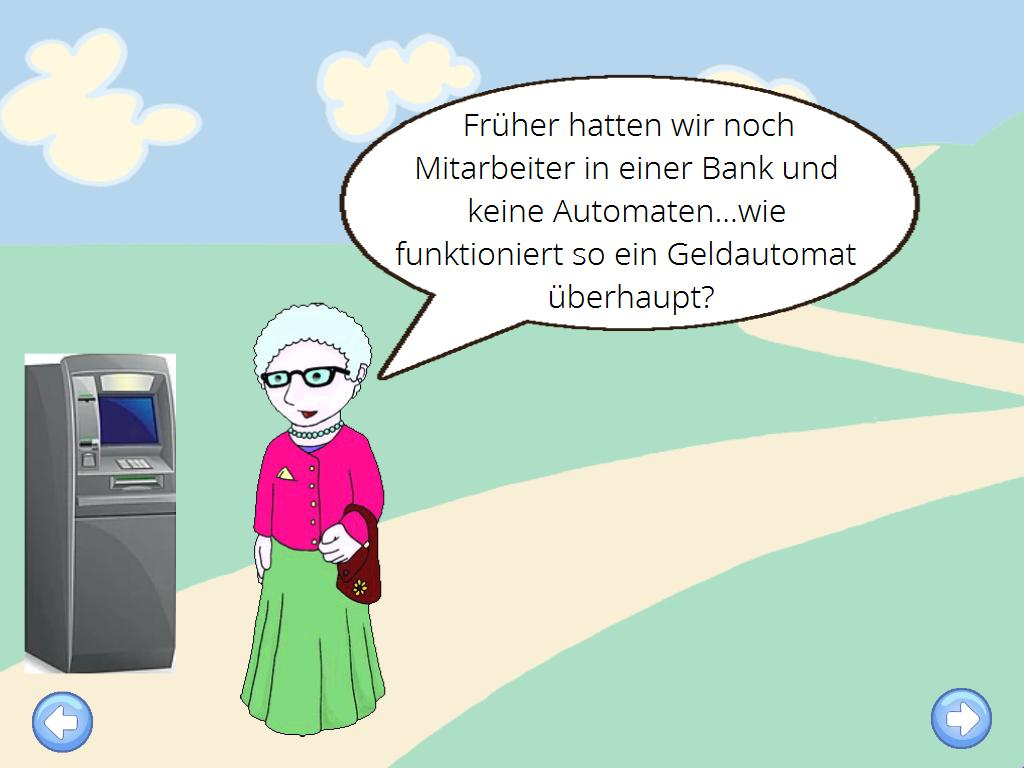 Früher hatten wir noch
Mitarbeiter in einer Bank und
keine Automaten...wie
funktioniert so ein Geldautomat
überhaupt?